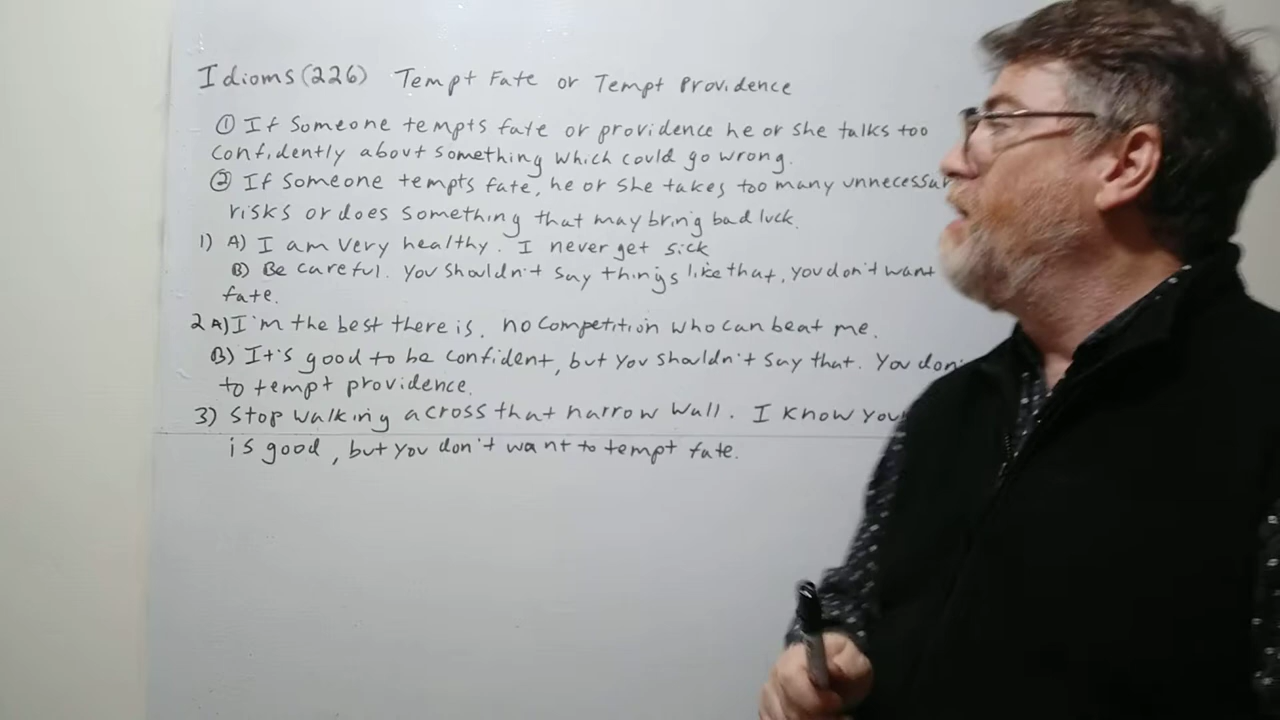 Idioms (226) Tempt Fate or Tempt Providence
① If someone tempts fate or providence he or she talks too
confidently about something which could go wrong.
② If someone tempts fate, he or she takes too many
risks or does something that may bring bad luck.
1) A) I am very healthy. I never get sick
B) Be careful. You shouldn't say things like that, you don't want
fate.
2 A) I'm the best there is. no competition who can beat me.
B) It's good to be confident, but you shouldn't say that. You
to tempt providence.
3) Stop walking across that narrow wall. I know
is good, but you don't want to tempt fate.